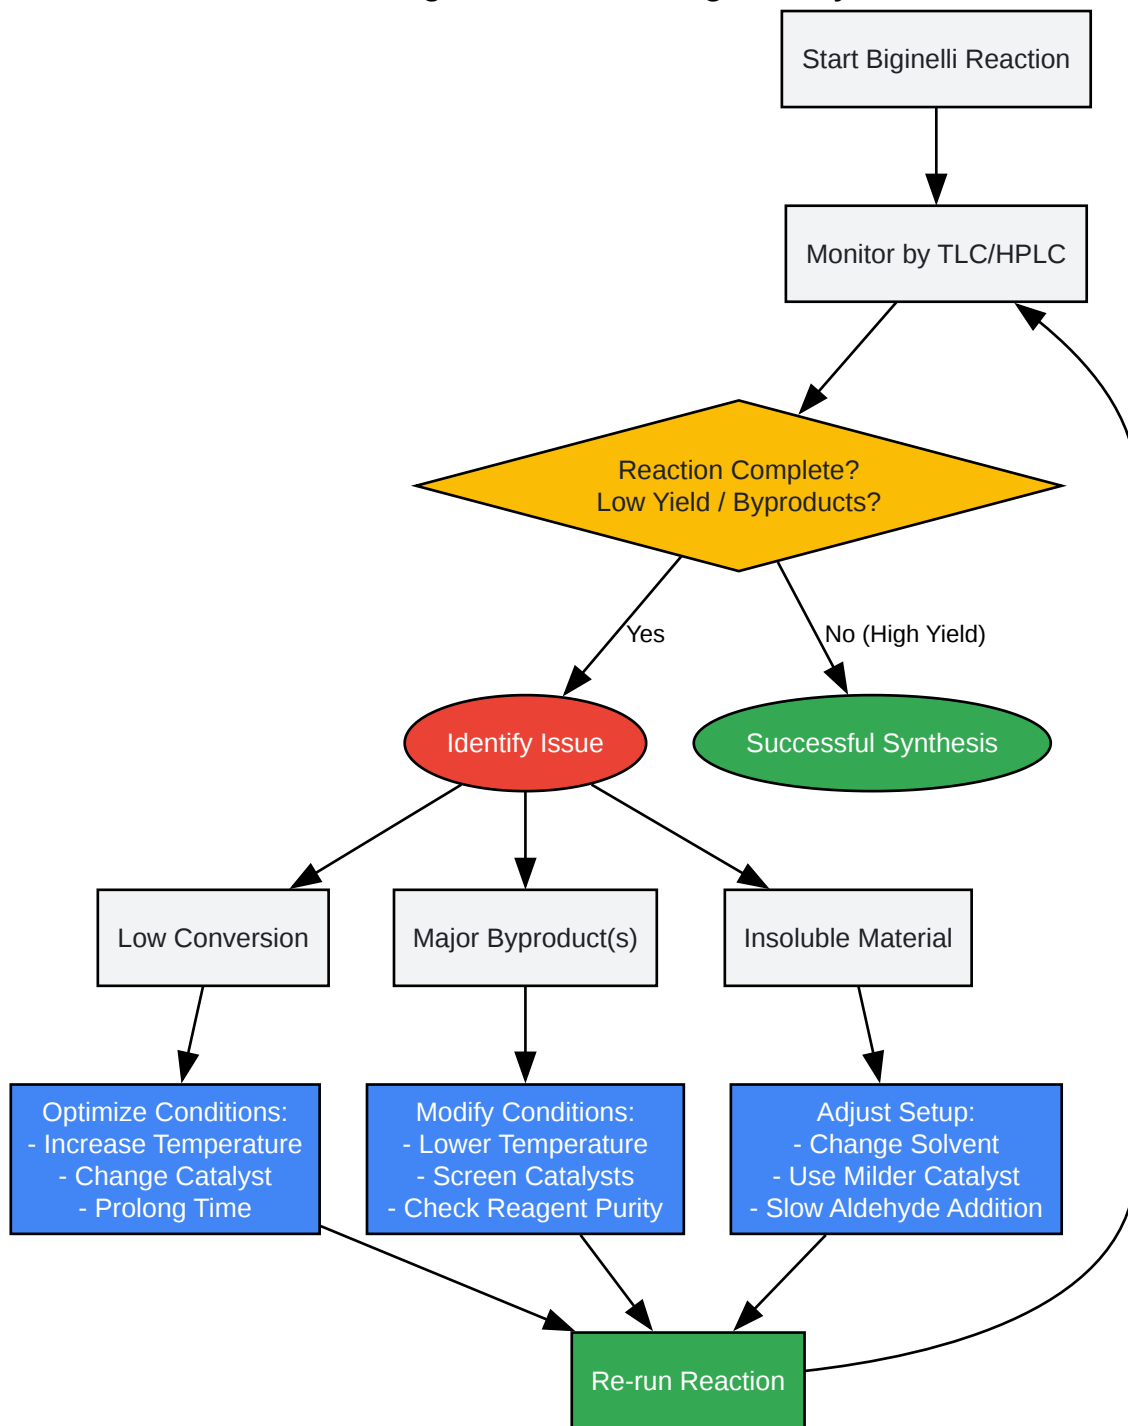 Start Biginelli Reaction
Monitor by TLC/HPLC
Reaction Complete?
Low Yield / Byproducts?
Yes
No (High Yield)
Identify Issue
Successful Synthesis
Low Conversion
Major Byproduct(s)
Insoluble Material
Optimize Conditions:
- Increase Temperature
- Change Catalyst
- Prolong Time
Modify Conditions:
- Lower Temperature
- Screen Catalysts
- Check Reagent Purity
Adjust Setup:
- Change Solvent
- Use Milder Catalyst
- Slow Aldehyde Addition
Re-run Reaction